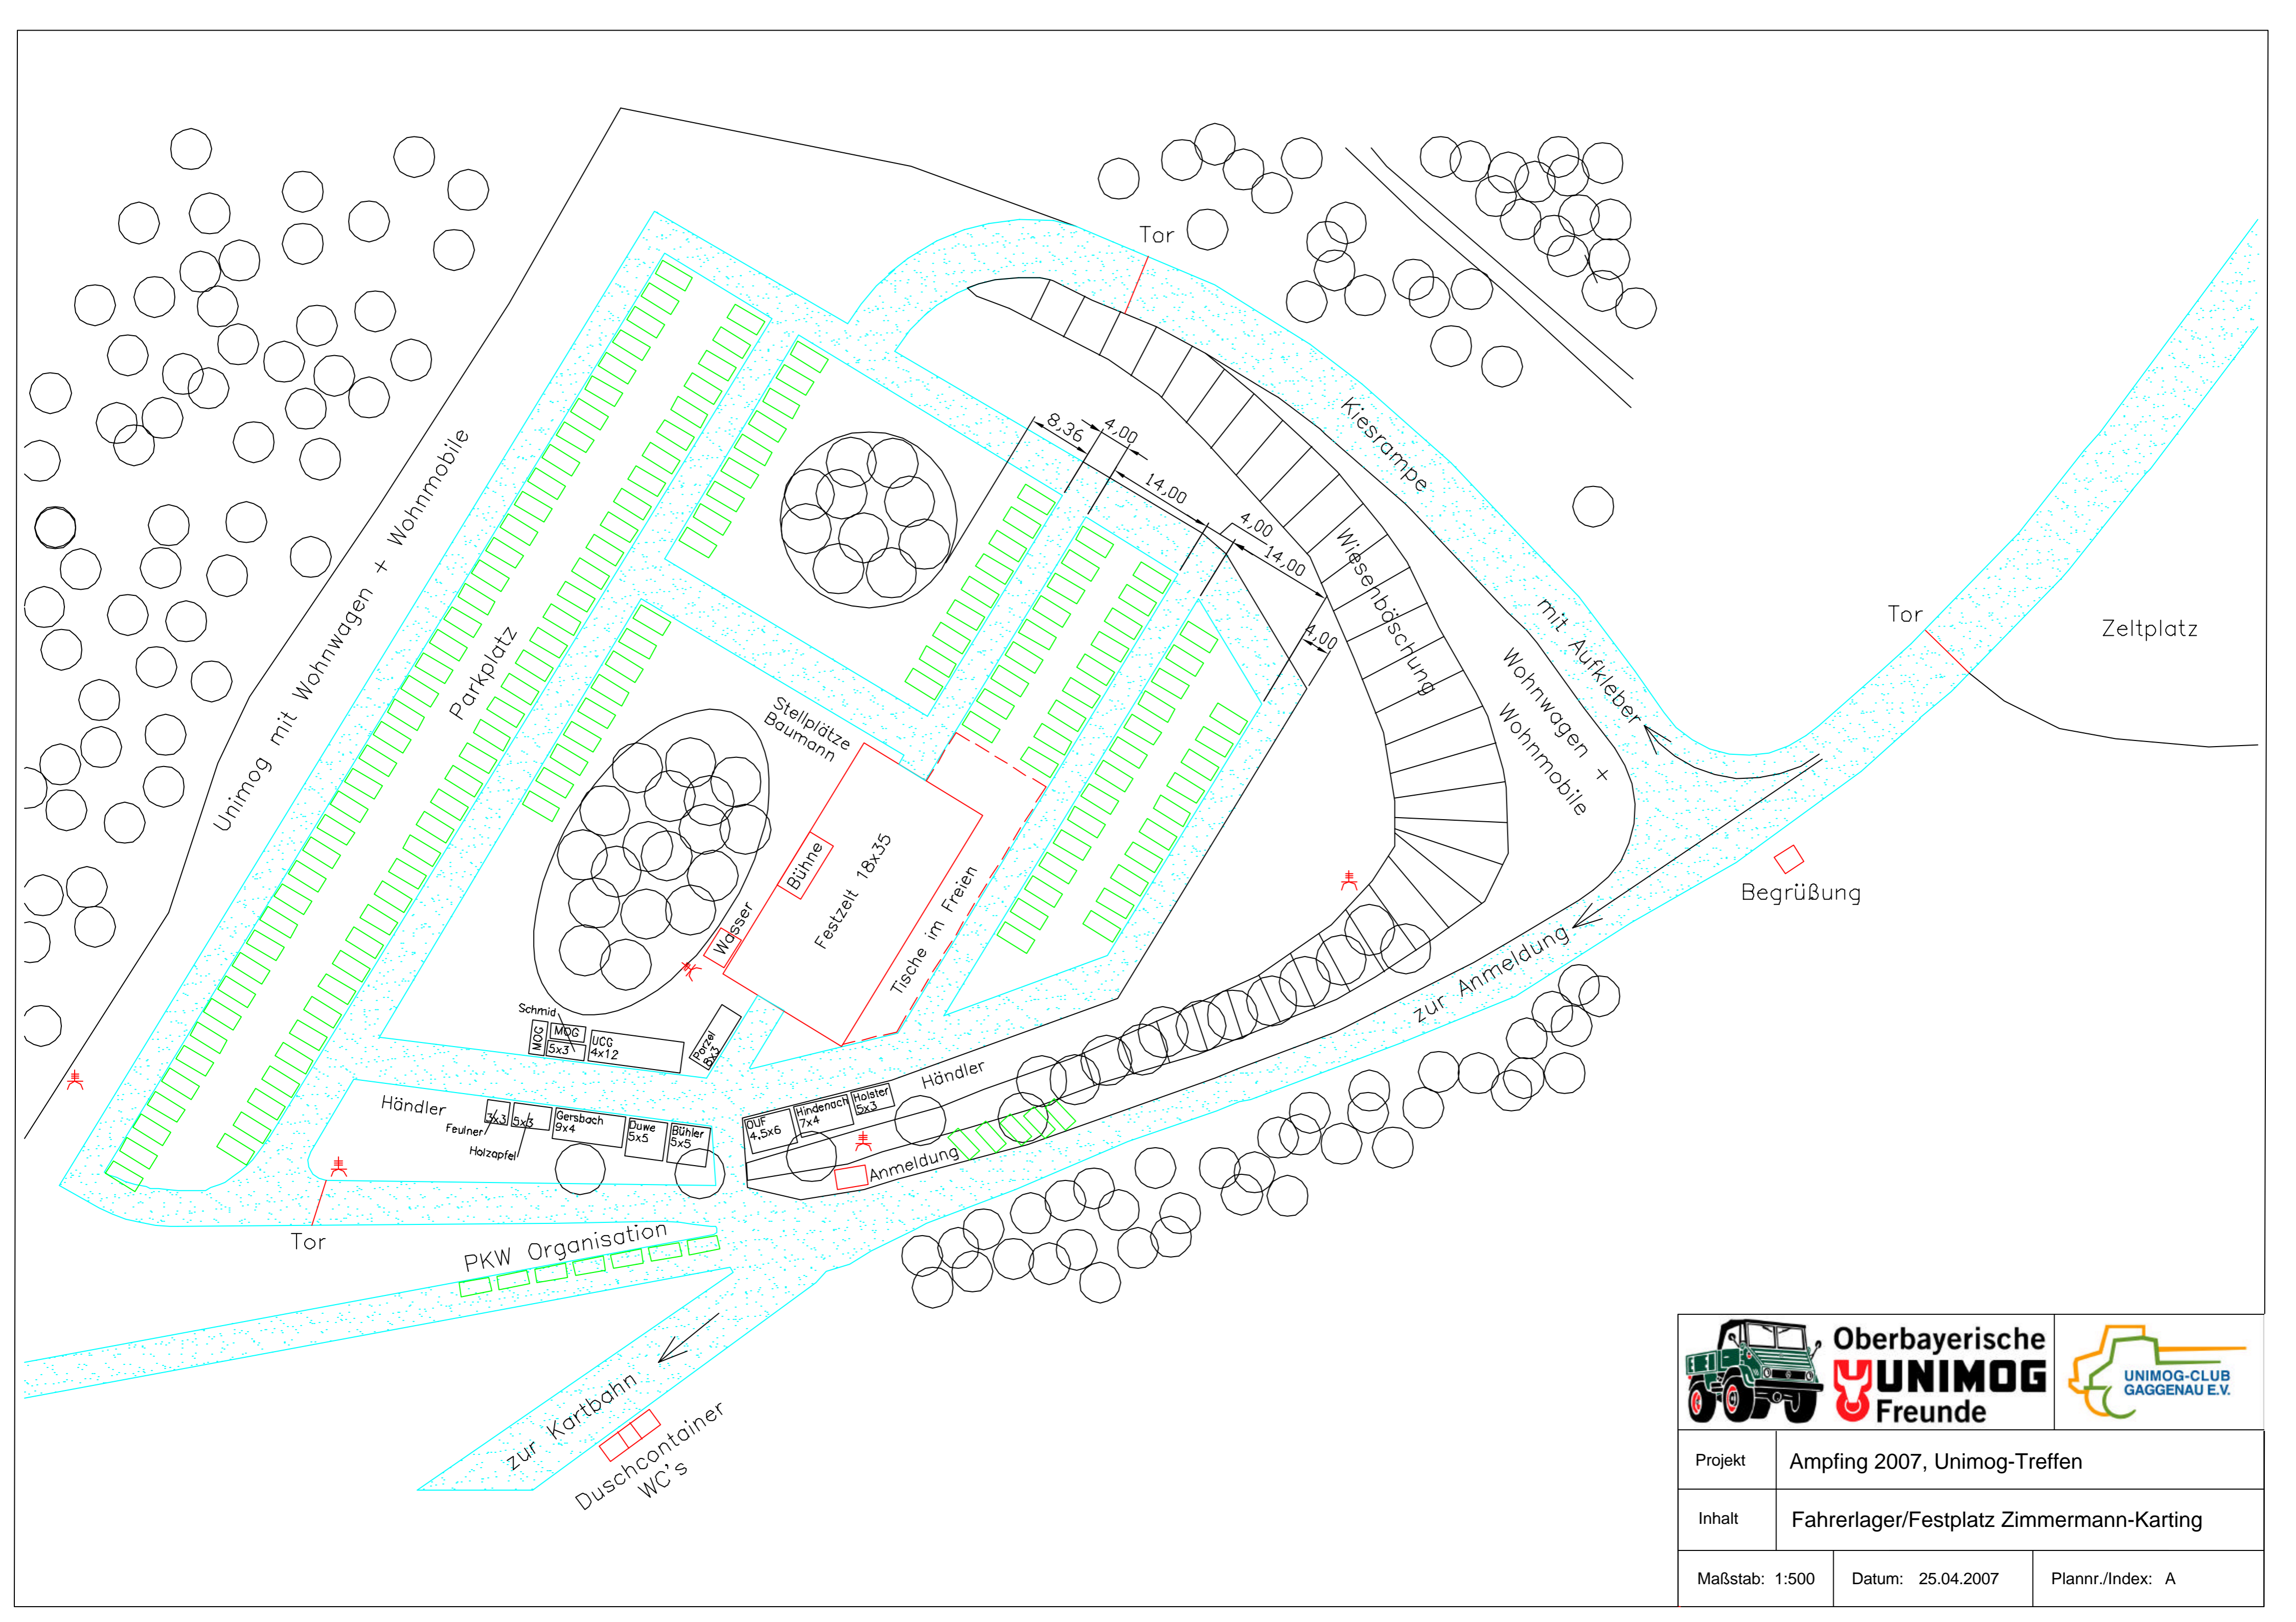 Tor
Unimog mit Wohnwagen + Wohnmobile
Parkplatz
8,36
4,00
14,00
4,00
14,00
4,00
Kiesrampe
mit Aufkleber
Wiesenböschung
Wohnwagen +
Wohnmobile
Tor
Zeltplatz
Stellplätze
Baumann
Bühne
Festzelt 18x35
Wasser
Tische im Freien
Begrüßung
zur Anmeldung
Schmid
MOG
MOG
5x3
UCG
4x12
Porzel
8x3
Händler
Feulner
3x3
5x3
Holzapfel
Gersbach
9x4
Duwe
5x5
Bühler
5x5
OUF
4,5x6
Hindenach
7x4
Holster
5x3
Händler
Anmeldung
Tor
PKW Organisation
zur Kartbahn
Duschcontainer
WC's
Oberbayerische
UNIMOG
Freunde
UNIMOG-CLUB
GAGGENAU E.V.
Projekt
Ampfing 2007, Unimog-Treffen
Inhalt
Fahrerlager/Festplatz Zimmermann-Karting
Maßstab: 1:500
Datum: 25.04.2007
Plannr./Index: A